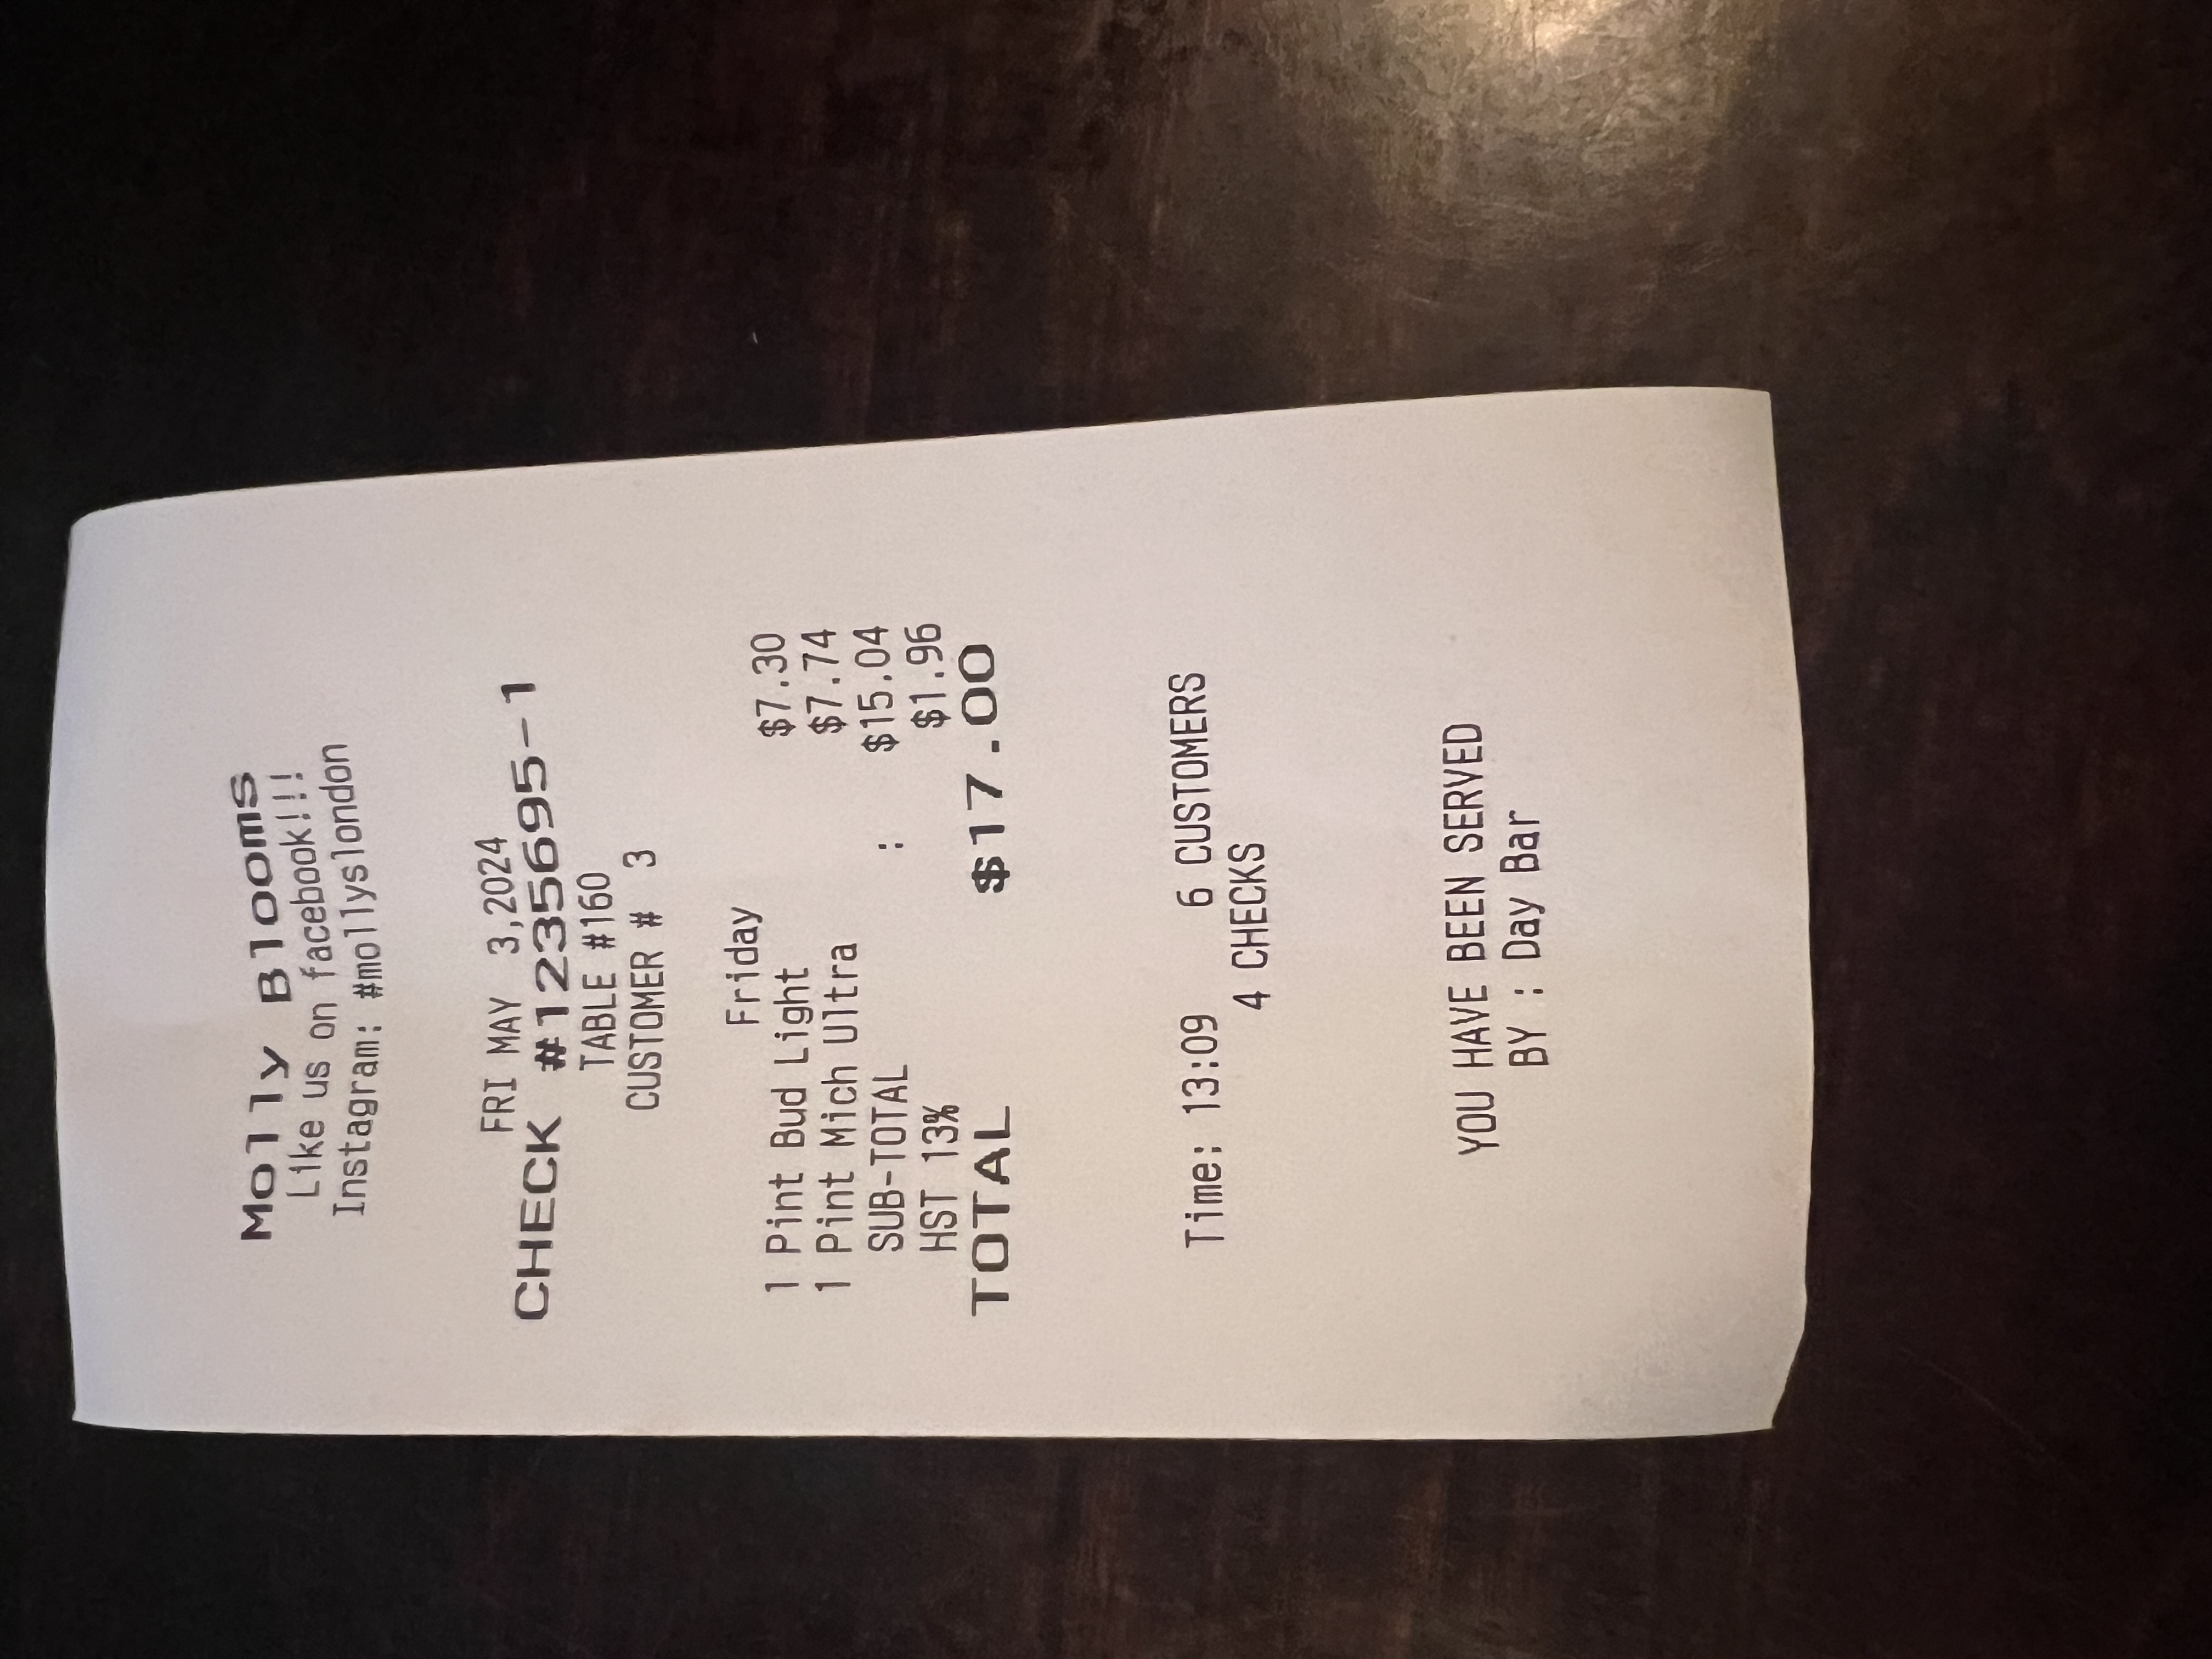 Molly Blooms
Like us on facebook!!!
Instagram: #mollyslondon
FRI MAY 3,2024
CHECK #1235695-1
TABLE #160
CUSTOMER # 3
Friday
1 Pint Bud Light $7.30
1 Pint Mich Ultra $7.74
SUB-TOTAL : $15.04
HST 13% $1.96
TOTAL $17.00
Time: 13:09 6 CUSTOMERS
4 CHECKS
YOU HAVE BEEN SERVED
BY : Day Bar